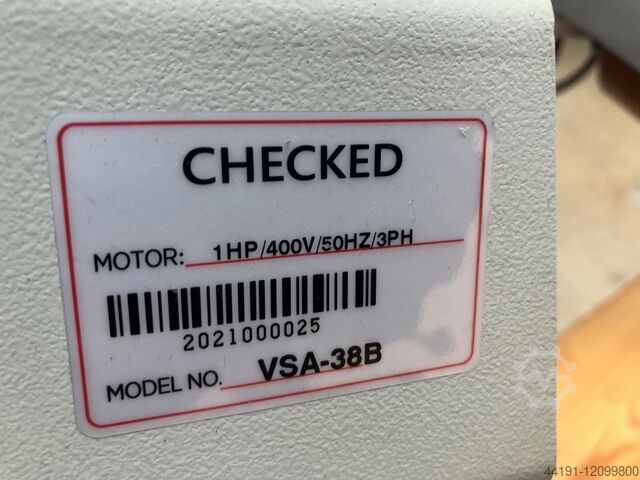 CHECKED
MOTOR: 1HP/400V/50HZ/3PH
2021000025
MODEL NO. VSA-38B
44191-12099800